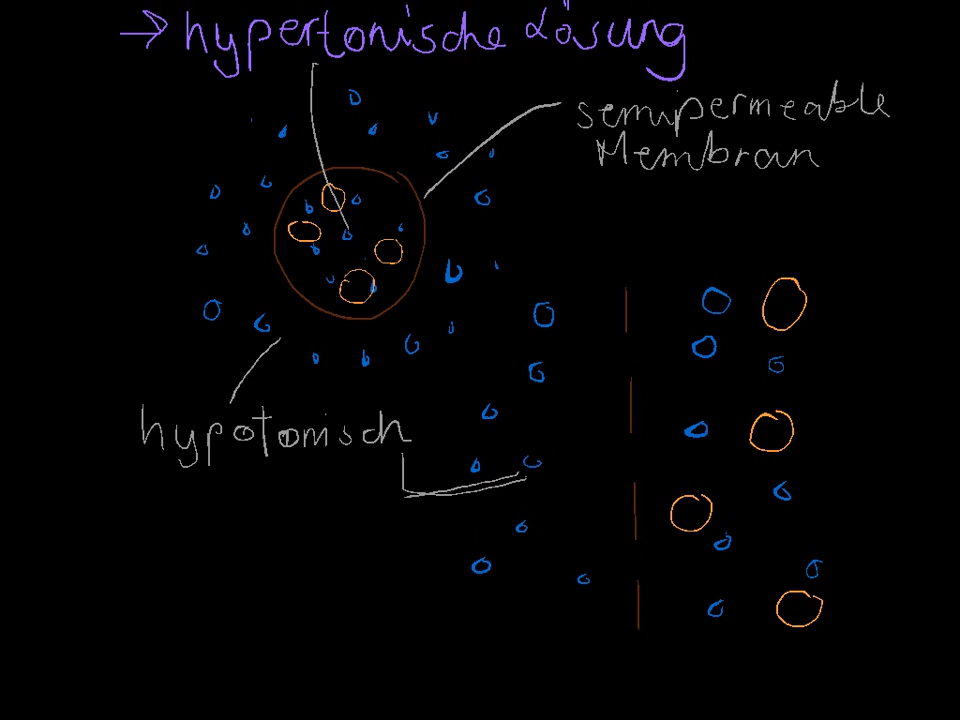 → hypertonische Lösung
semipermeable
Membran
hypotonisch